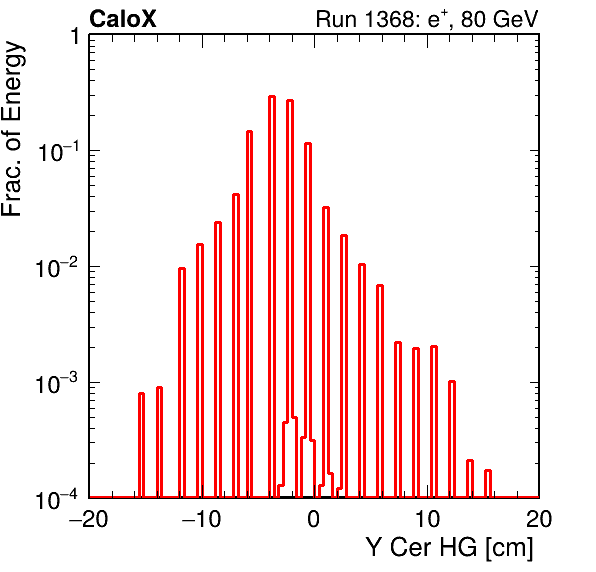 CaloX
Run 1368: e⁺, 80 GeV
Frac. of Energy
1
10⁻¹
10⁻²
10⁻³
10⁻⁴
−20
−10
0
10
20
Y Cer HG [cm]